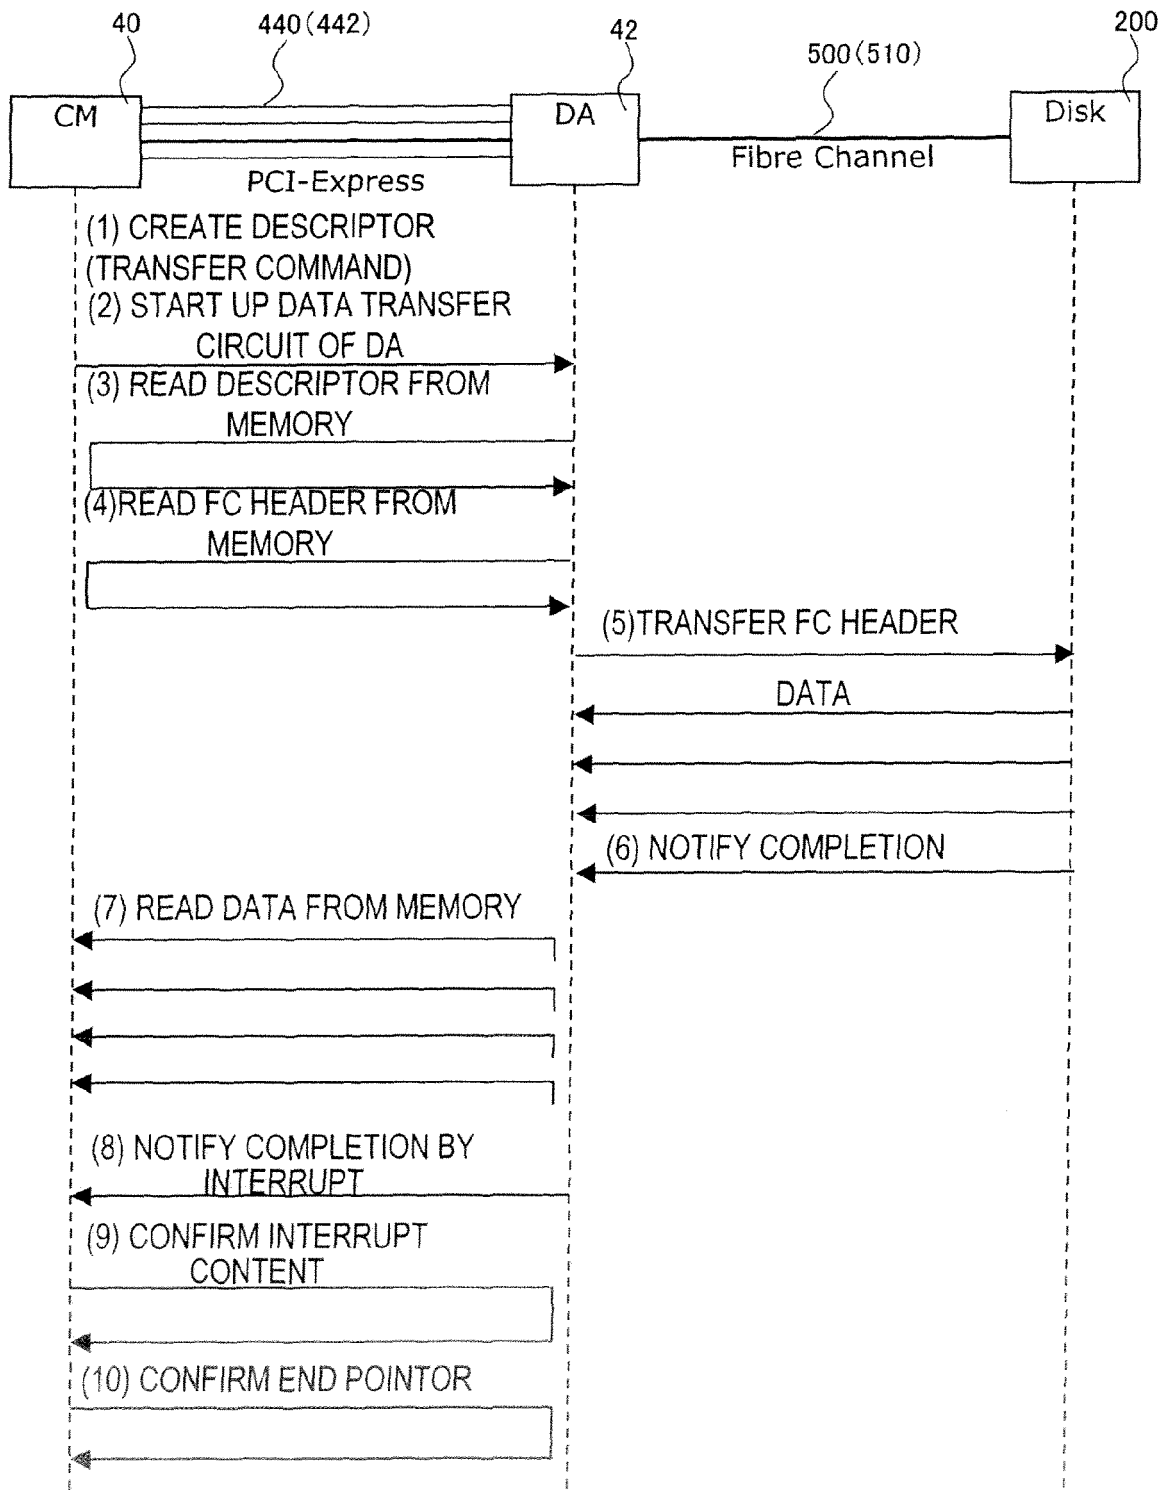 40
440(442)
42
500(510)
200
CM
DA
Disk
PCI-Express
Fibre Channel
(1) CREATE DESCRIPTOR
(TRANSFER COMMAND)
(2) START UP DATA TRANSFER
CIRCUIT OF DA
(3) READ DESCRIPTOR FROM
MEMORY
(4)READ FC HEADER FROM
MEMORY
(5)TRANSFER FC HEADER
DATA
(6) NOTIFY COMPLETION
(7) READ DATA FROM MEMORY
(8) NOTIFY COMPLETION BY
INTERRUPT
(9) CONFIRM INTERRUPT
CONTENT
(10) CONFIRM END POINTOR